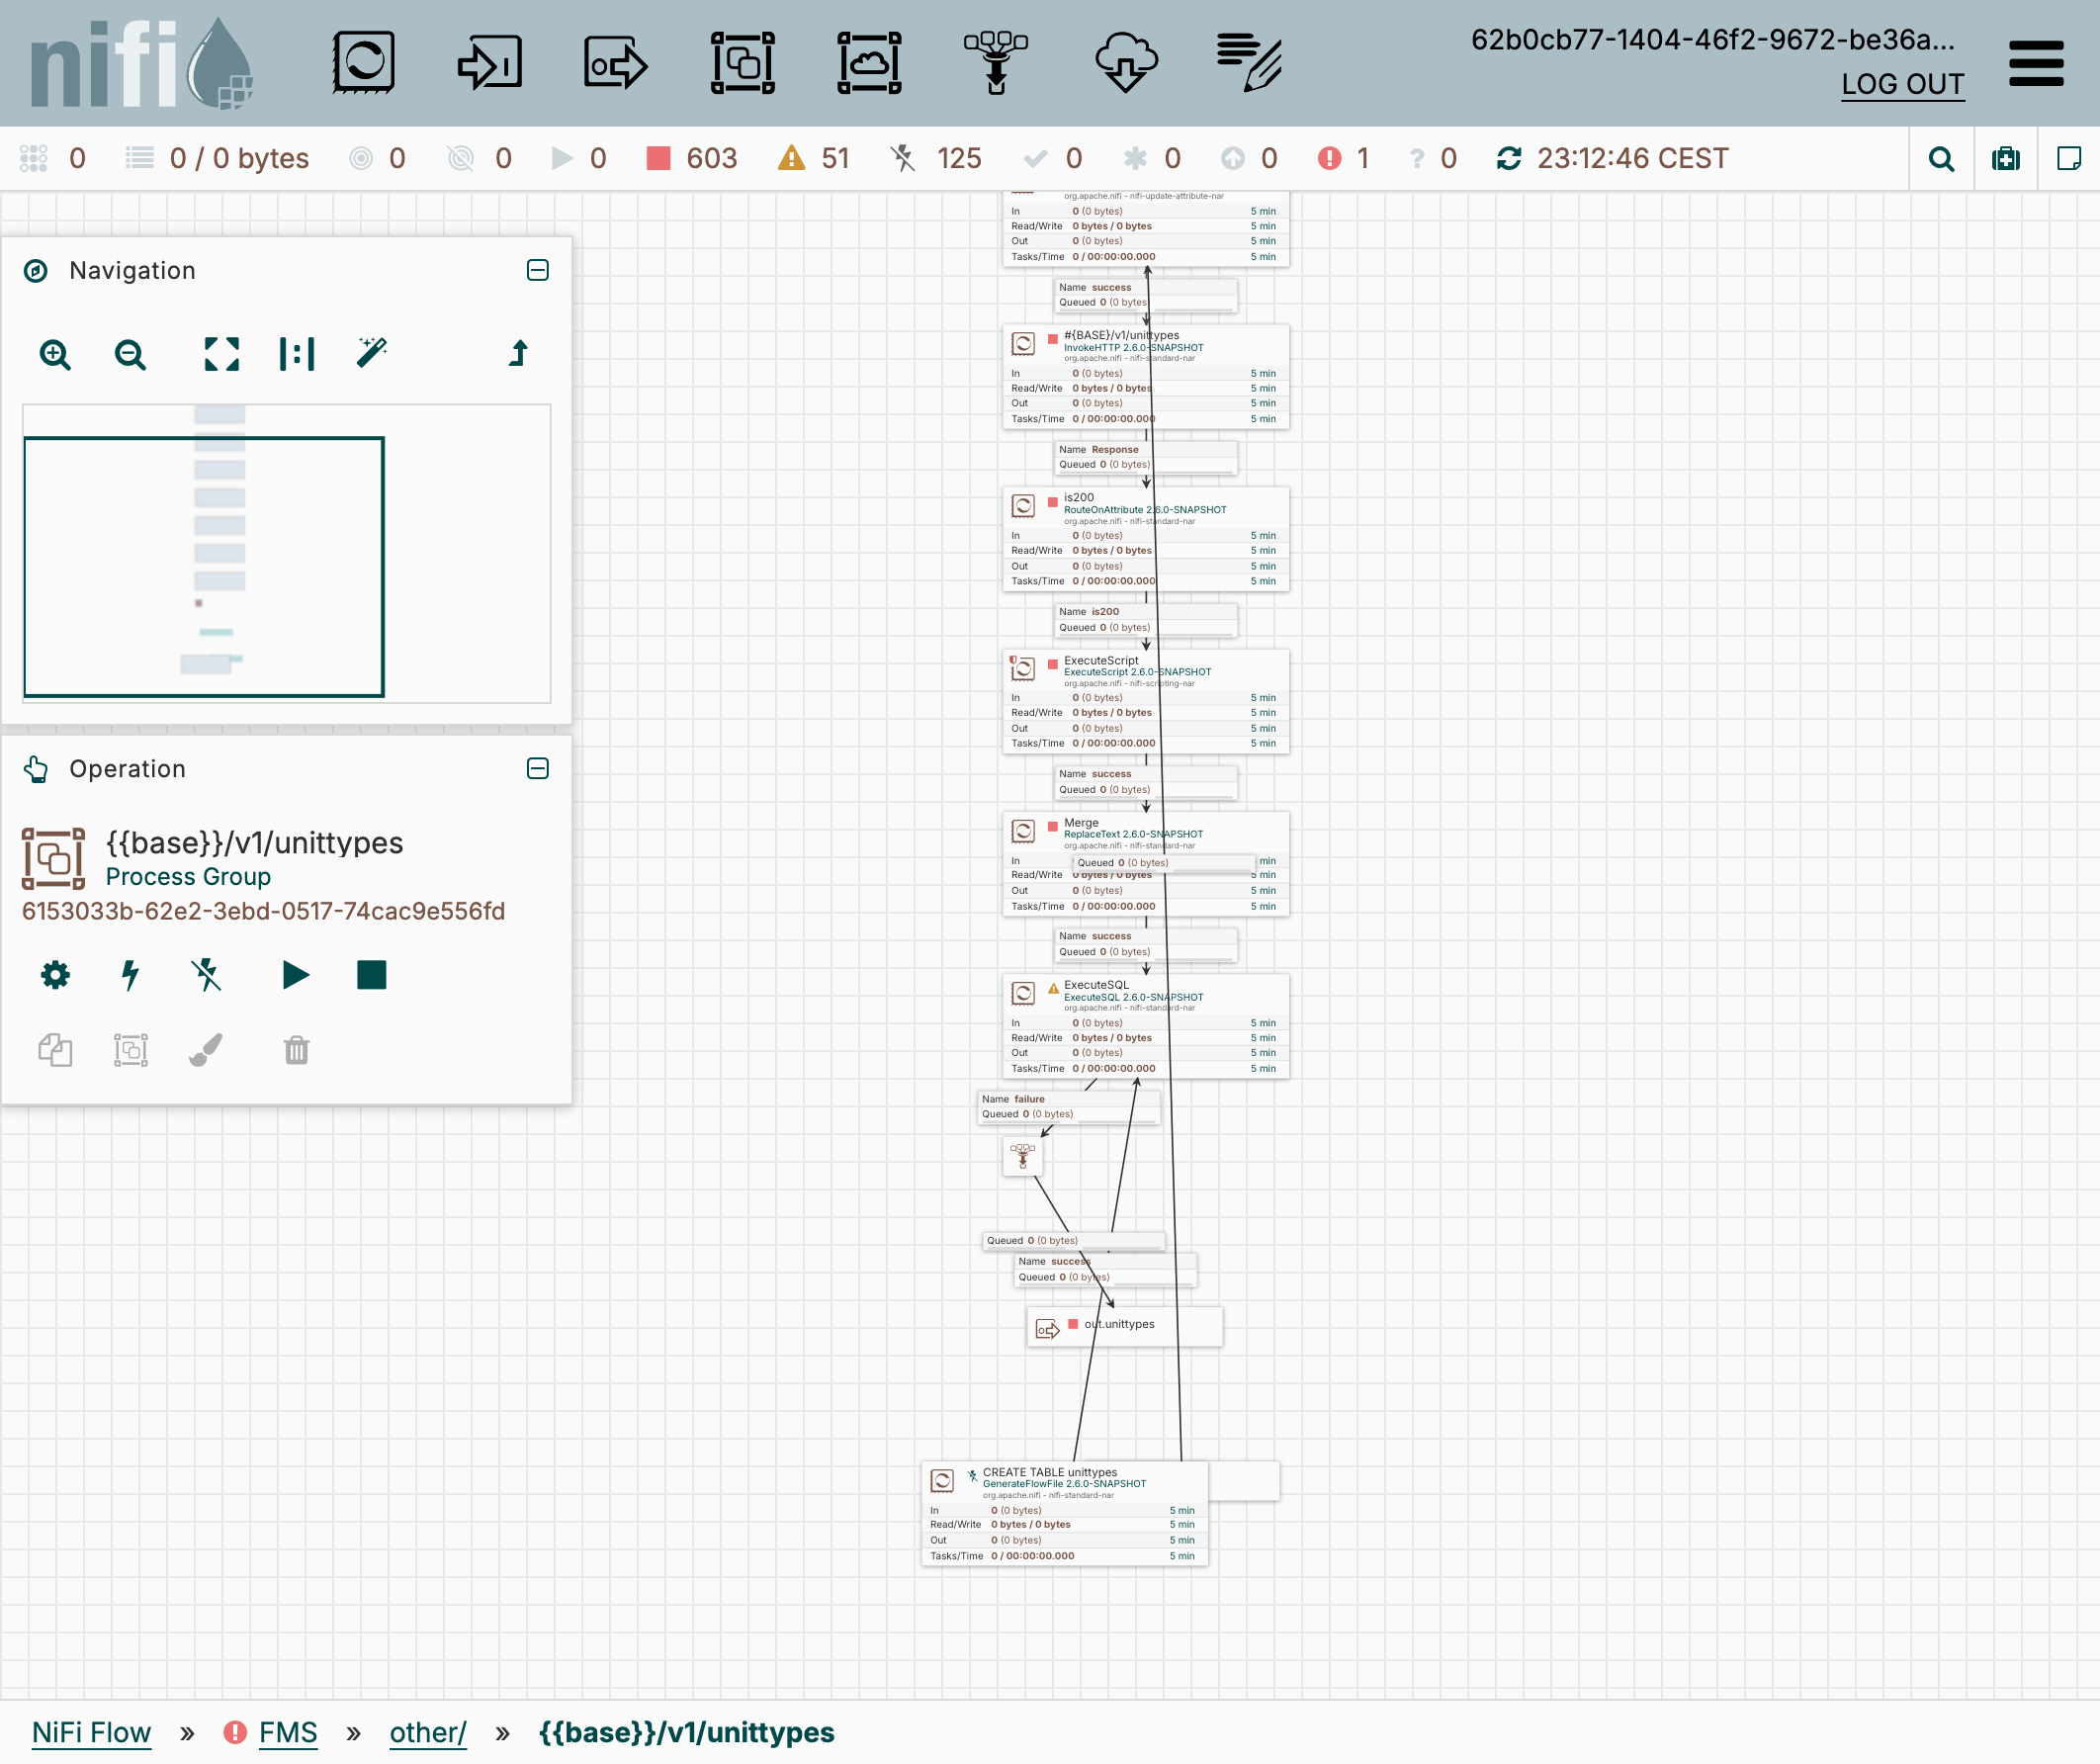 nifi
62b0cb77-1404-46f2-9672-be36a...
LOG OUT
0
0 / 0 bytes
0
0
0
603
51
125
0
0
0
1
? 0
23:12:46 CEST
Navigation
Operation
{{base}}/v1/unittypes
Process Group
6153033b-62e2-3ebd-0517-74cac9e556fd
org.apache.nifi - nifi-update-attribute-nar
In 0 (0 bytes) 5 min
Read/Write 0 bytes / 0 bytes 5 min
Out 0 (0 bytes) 5 min
Tasks/Time 0 / 00:00:00.000 5 min
Name success
Queued 0 (0 bytes)
#{BASE}/v1/unittypes
InvokeHTTP 2.6.0-SNAPSHOT
org.apache.nifi - nifi-standard-nar
In 0 (0 bytes) 5 min
Read/Write 0 bytes / 0 bytes 5 min
Out 0 (0 bytes) 5 min
Tasks/Time 0 / 00:00:00.000 5 min
Name Response
Queued 0 (0 bytes)
is200
RouteOnAttribute 2.6.0-SNAPSHOT
org.apache.nifi - nifi-standard-nar
In 0 (0 bytes) 5 min
Read/Write 0 bytes / 0 bytes 5 min
Out 0 (0 bytes) 5 min
Tasks/Time 0 / 00:00:00.000 5 min
Name is200
Queued 0 (0 bytes)
ExecuteScript
ExecuteScript 2.6.0-SNAPSHOT
org.apache.nifi - nifi-scripting-nar
In 0 (0 bytes) 5 min
Read/Write 0 bytes / 0 bytes 5 min
Out 0 (0 bytes) 5 min
Tasks/Time 0 / 00:00:00.000 5 min
Name success
Queued 0 (0 bytes)
Merge
ReplaceText 2.6.0-SNAPSHOT
org.apache.nifi - nifi-standard-nar
In Queued 0 (0 bytes) min
Read/Write 0 bytes / 0 bytes 5 min
Out 0 (0 bytes) 5 min
Tasks/Time 0 / 00:00:00.000 5 min
Name success
Queued 0 (0 bytes)
ExecuteSQL
ExecuteSQL 2.6.0-SNAPSHOT
org.apache.nifi - nifi-standard-nar
In 0 (0 bytes) 5 min
Read/Write 0 bytes / 0 bytes 5 min
Out 0 (0 bytes) 5 min
Tasks/Time 0 / 00:00:00.000 5 min
Name failure
Queued 0 (0 bytes)
Queued 0 (0 bytes)
Name success
Queued 0 (0 bytes)
out.unittypes
CREATE TABLE unittypes
GenerateFlowFile 2.6.0-SNAPSHOT
org.apache.nifi - nifi-standard-nar
In 0 (0 bytes) 5 min
Read/Write 0 bytes / 0 bytes 5 min
Out 0 (0 bytes) 5 min
Tasks/Time 0 / 00:00:00.000 5 min
NiFi Flow » FMS » other/ » {{base}}/v1/unittypes